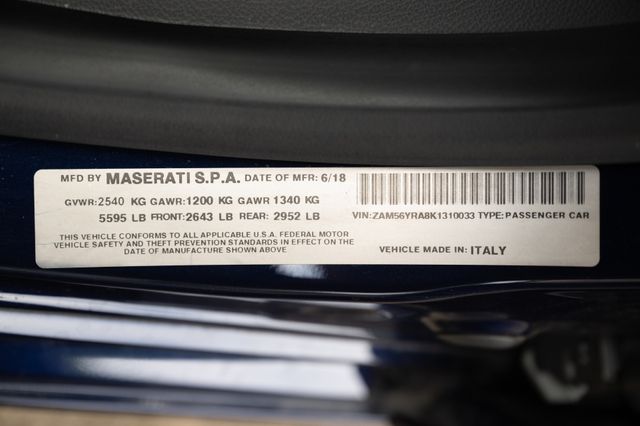 MFD BY MASERATI S.P.A. DATE OF MFR: 6/18
GVWR:2540 KG GAWR:1200 KG GAWR 1340 KG
5595 LB FRONT:2643 LB REAR: 2952 LB
THIS VEHICLE CONFORMS TO ALL APPLICABLE U.S.A. FEDERAL MOTOR
VEHICLE SAFETY AND THEFT PREVENTION STANDARDS IN EFFECT ON THE
DATE OF MANUFACTURE SHOWN ABOVE
VIN:ZAM56YRA8K1310033 TYPE:PASSENGER CAR
VEHICLE MADE IN: ITALY